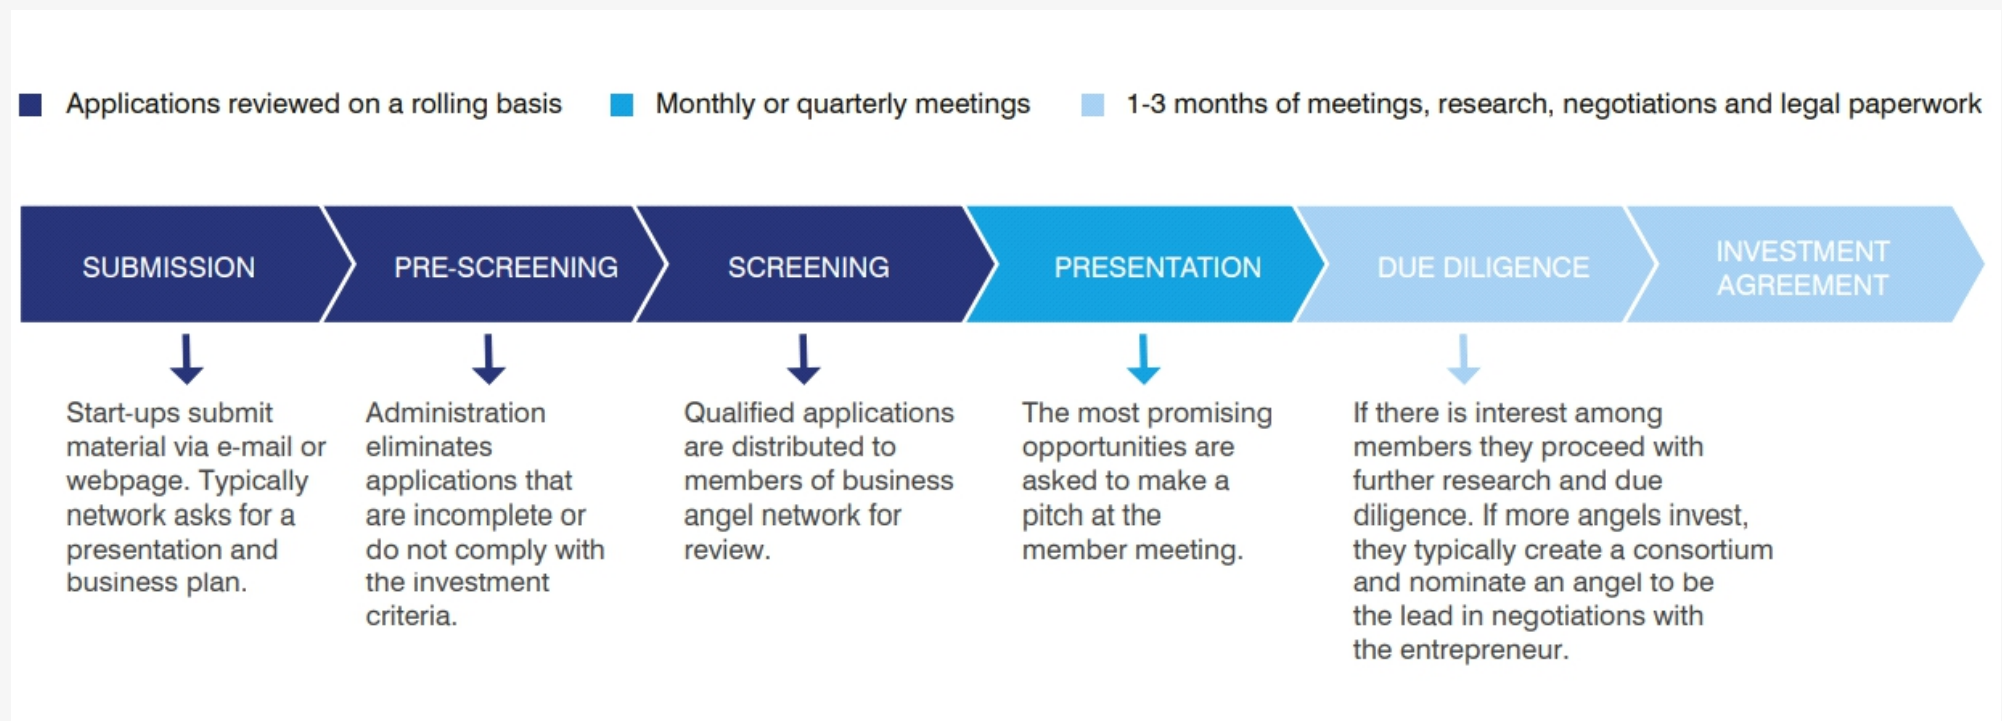 Applications reviewed on a rolling basis
Monthly or quarterly meetings
1-3 months of meetings, research, negotiations and legal paperwork
SUBMISSION
PRE-SCREENING
SCREENING
PRESENTATION
DUE DILIGENCE
INVESTMENT
AGREEMENT
Start-ups submit
material via e-mail or
webpage. Typically
network asks for a
presentation and
business plan.
Administration
eliminates
applications that
are incomplete or
do not comply with
the investment
criteria.
Qualified applications
are distributed to
members of business
angel network for
review.
The most promising
opportunities are
asked to make a
pitch at the
member meeting.
If there is interest among
members they proceed with
further research and due
diligence. If more angels invest,
they typically create a consortium
and nominate an angel to be
the lead in negotiations with
the entrepreneur.